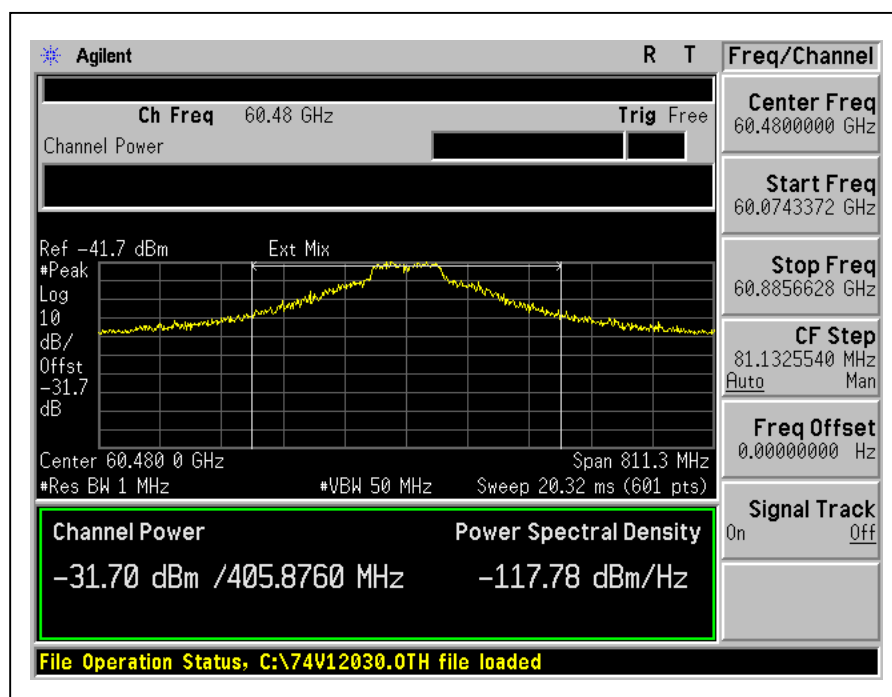 Agilent R T
Ch Freq 60.48 GHz Trig Free
Channel Power
Ref -41.7 dBm Ext Mix
#Peak
Log
10
dB/
Offst
-31.7
dB
Center 60.480 0 GHz Span 811.3 MHz
#Res BW 1 MHz #VBW 50 MHz Sweep 20.32 ms (601 pts)
Channel Power Power Spectral Density
-31.70 dBm /405.8760 MHz -117.78 dBm/Hz
File Operation Status, C:\74V12030.OTH file loaded
Freq/Channel
Center Freq
60.4800000 GHz
Start Freq
60.0743372 GHz
Stop Freq
60.8856628 GHz
CF Step
81.1325540 MHz
Auto Man
Freq Offset
0.00000000 Hz
Signal Track
On Off